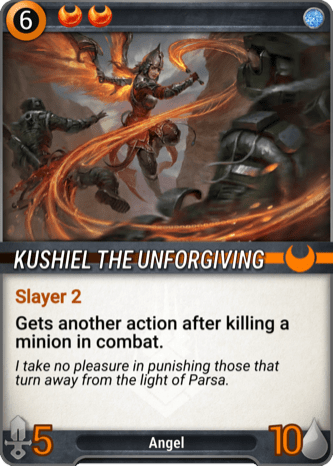 6
KUSHIEL THE UNFORGIVING
Slayer 2
Gets another action after killing a
minion in combat.
I take no pleasure in punishing those that
turn away from the light of Parsa.
5
Angel
10